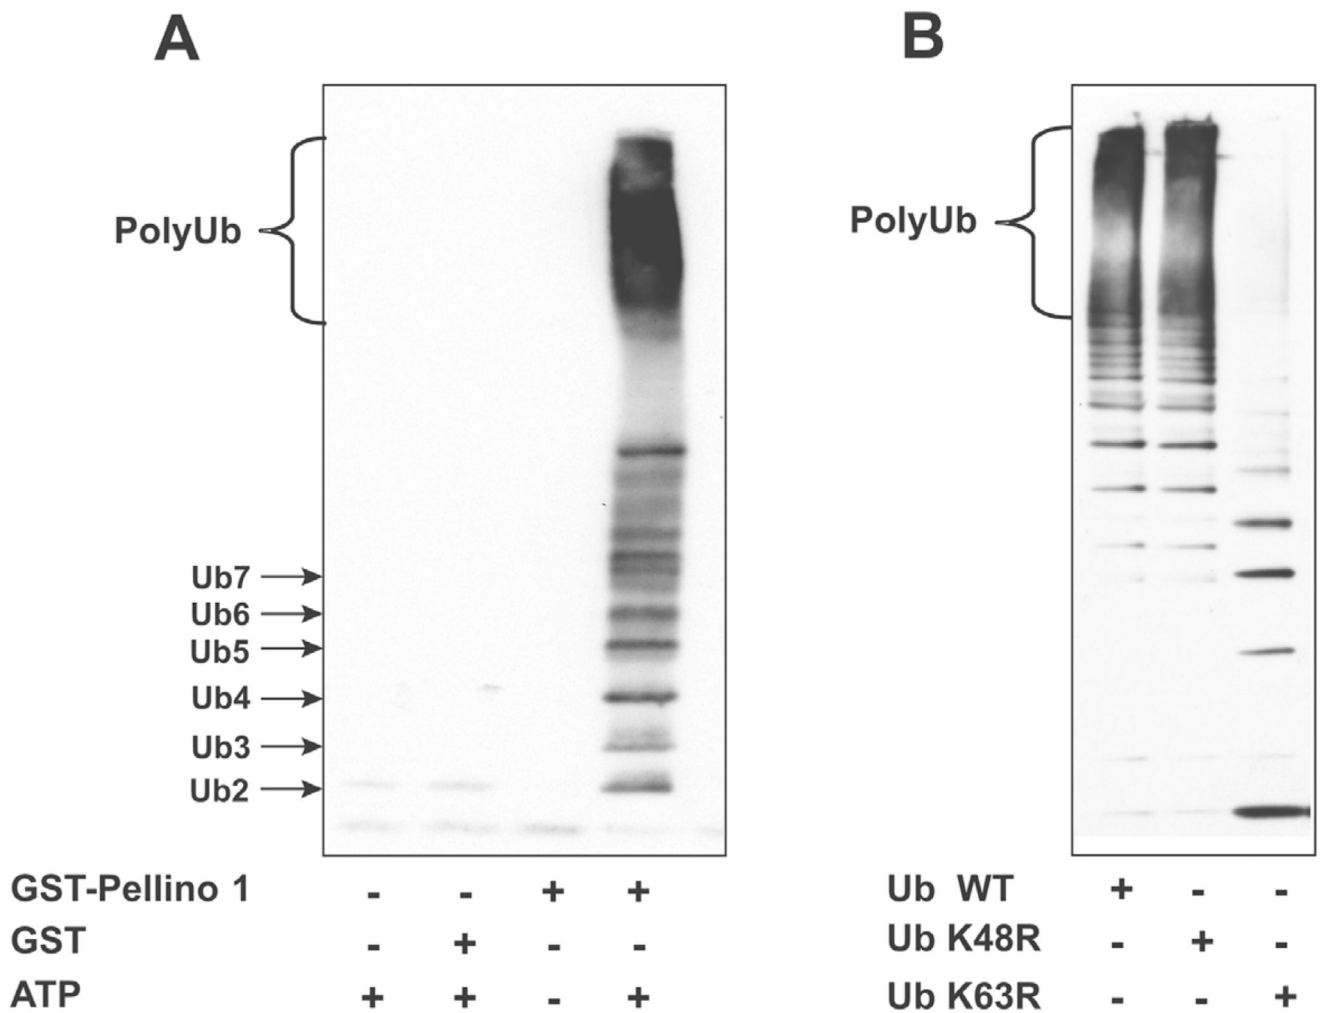 A
B
PolyUb
PolyUb
Ub7
Ub6
Ub5
Ub4
Ub3
Ub2
GST-Pellino 1 - - + +
GST - + - -
ATP + + - +
Ub WT + - -
Ub K48R - + -
Ub K63R - - +